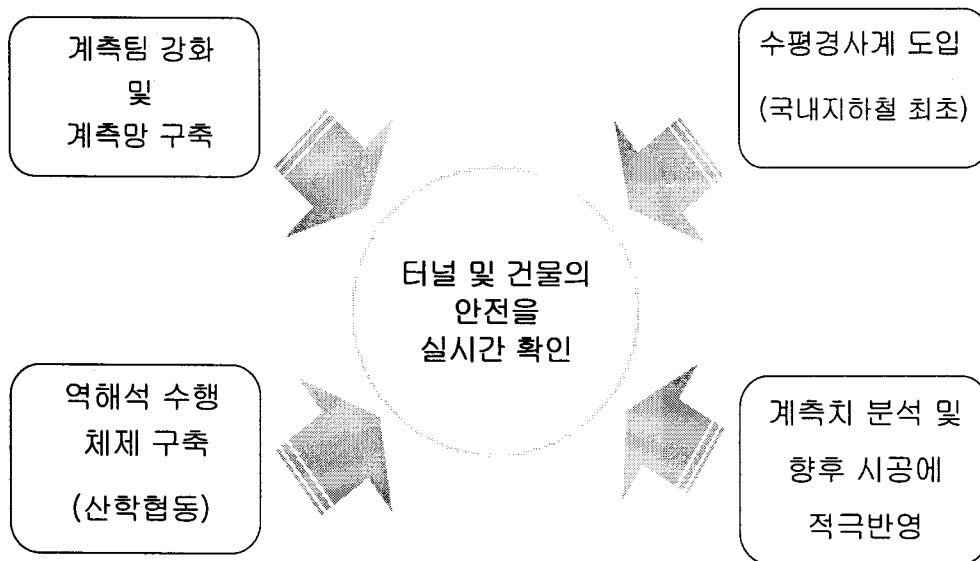 계측팀 강화
및
계측망 구축
수평경사계 도입
(국내지하철 최초)
터널 및 건물의
안전을
실시간 확인
역해석 수행
체제 구축
(산학협동)
계측치 분석 및
향후 시공에
적극반영